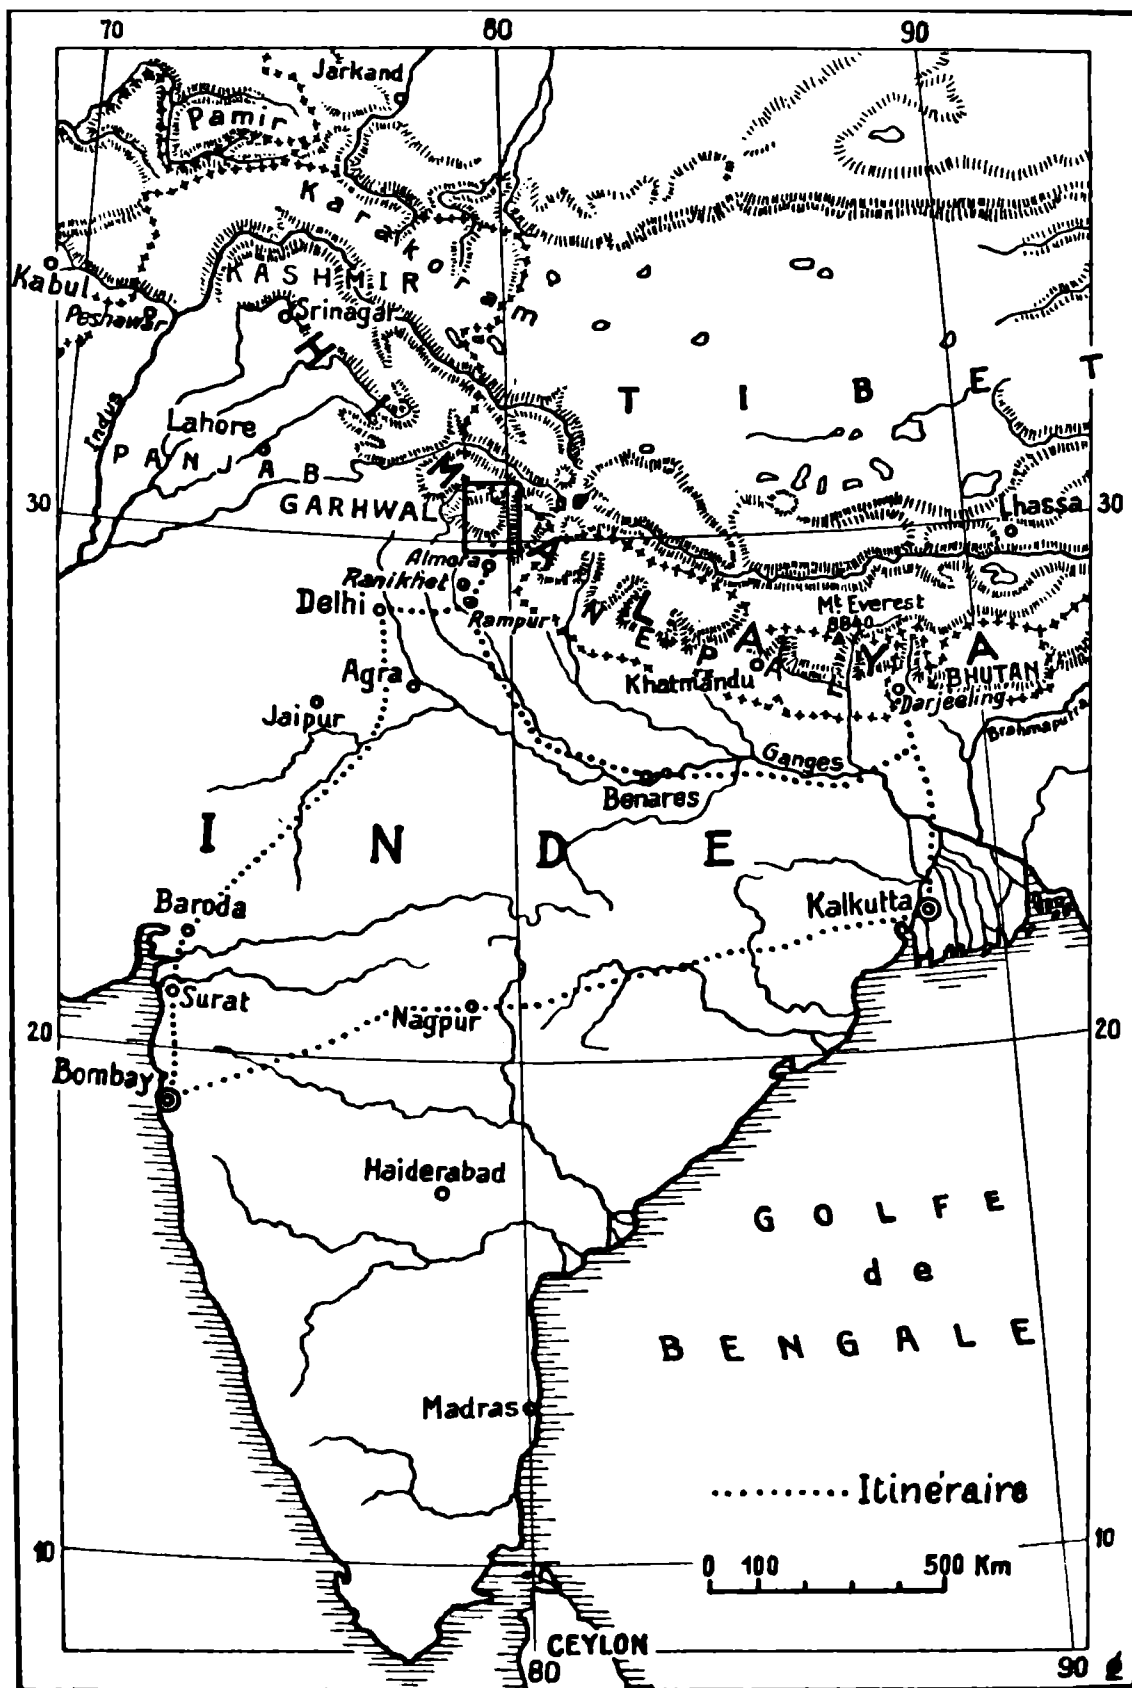 70 80 90
Jarkand
Pamir
Karakoram
KASHMIR
Kabul
Peshawar
Srinagar
HIMALAYA
TIBET
Indus
Lahore
PANJAB
30 GARHWAL Lhassa 30
Almora
Ranikhet
Delhi
Rampur
NEPAL
Mt Everest
8840
Khatmandu
BHUTAN
Darjeeling
Brahmaputra
Agra
Jaipur
Ganges
Benares
INDE
Baroda
Kalkutta
Surat
Nagpur
20 20
Bombay
Haiderabad
GOLFE
de
BENGALE
Madras
Itinéraire
10 10
0 100 500 Km
CEYLON
80 90